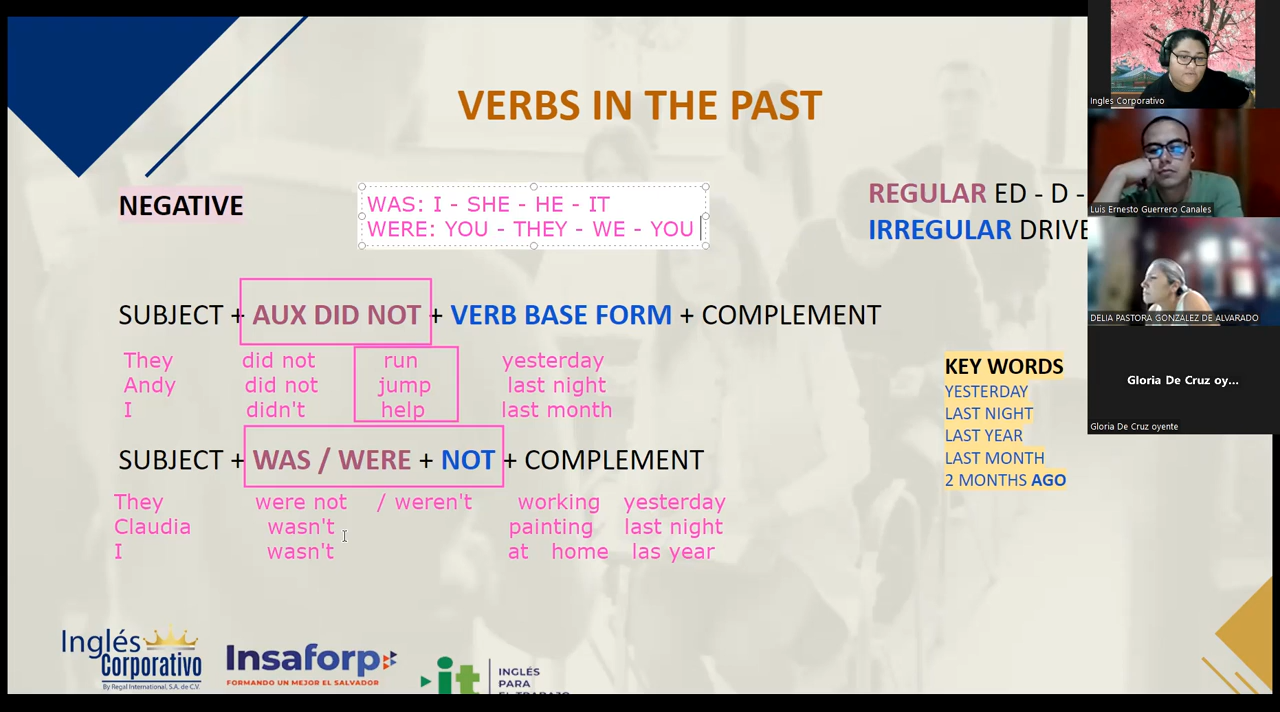 VERBS IN THE PAST
NEGATIVE
WAS: I - SHE - HE - IT
WERE: YOU - THEY - WE - YOU
REGULAR ED - D -
IRREGULAR DRIVE
SUBJECT + AUX DID NOT + VERB BASE FORM + COMPLEMENT
They did not run yesterday
Andy did not jump last night
I didn't help last month
SUBJECT + WAS / WERE + NOT + COMPLEMENT
They were not / weren't working yesterday
Claudia wasn't painting last night
I wasn't at home las year
KEY WORDS
YESTERDAY
LAST NIGHT
LAST YEAR
LAST MONTH
2 MONTHS AGO
Inglés
Corporativo
By Regal International, S.A. de C.V.
Insaforp
FORMANDO UN MEJOR EL SALVADOR
it
INGLÉS
PARA
EL TRABAJO
Ingles Corporativo
Luis Ernesto Guerrero Canales
DELIA PASTORA GONZALEZ DE ALVARADO
Gloria De Cruz oy...
Gloria De Cruz oyente